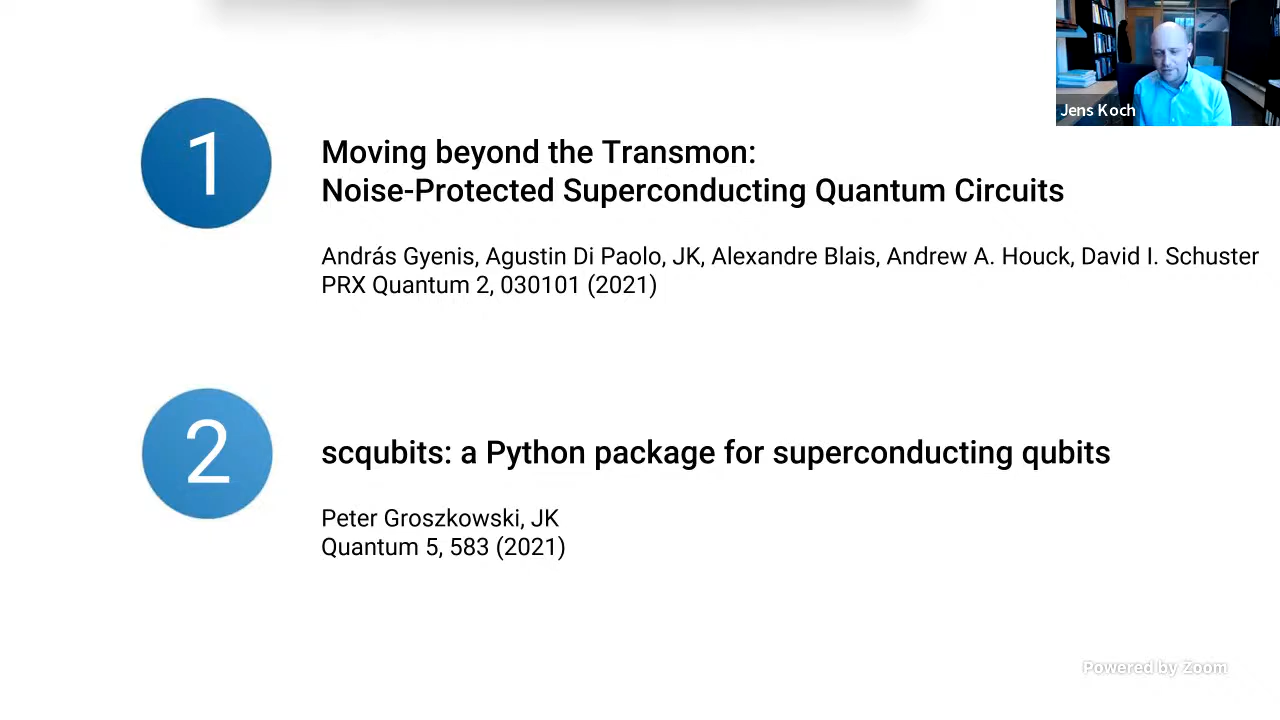 Jens Koch
1
Moving beyond the Transmon:
Noise-Protected Superconducting Quantum Circuits
András Gyenis, Agustin Di Paolo, JK, Alexandre Blais, Andrew A. Houck, David I. Schuster
PRX Quantum 2, 030101 (2021)
2
scqubits: a Python package for superconducting qubits
Peter Groszkowski, JK
Quantum 5, 583 (2021)
Powered by Zoom